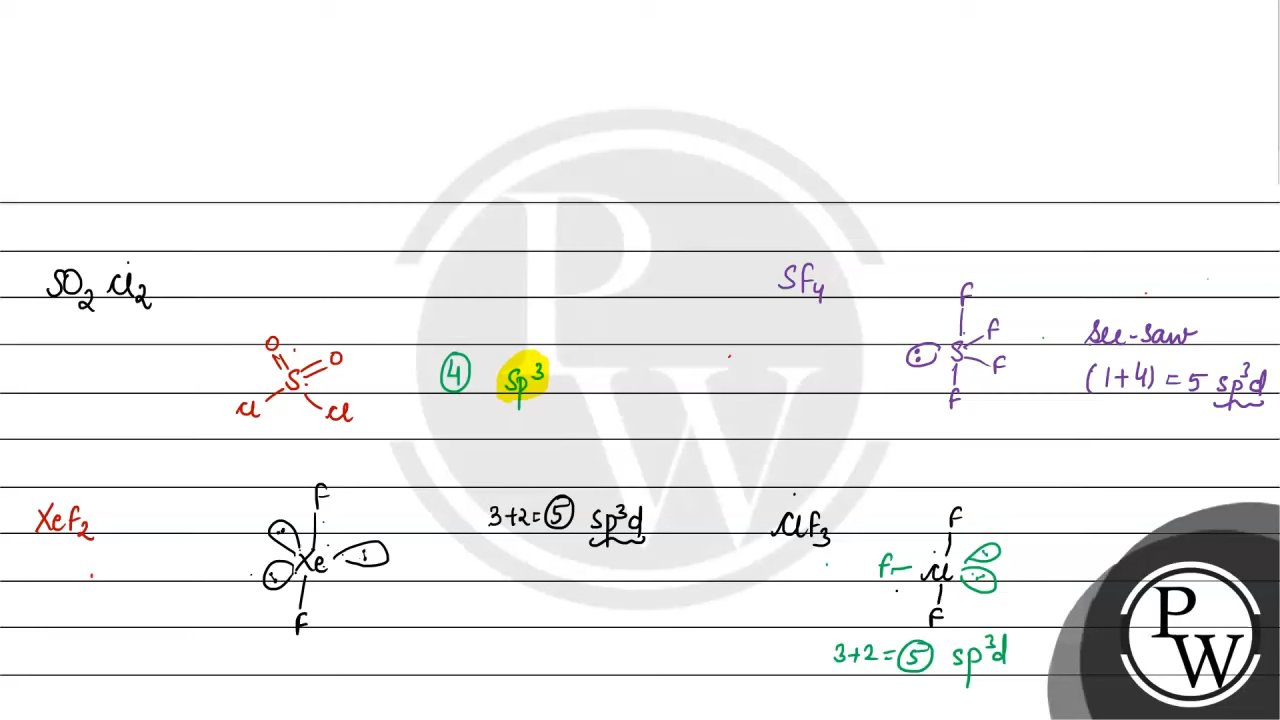 SO2 Cl2
O O
S
Cl Cl
4 sp3
SF4
F
: S F
F
F
See-saw
(1+4) = 5 sp3d
XeF2
F
Xe
F
3+2=5 sp3d
ClF3
F
F- Cl
F
3+2=5 sp3d
P
W
P
W